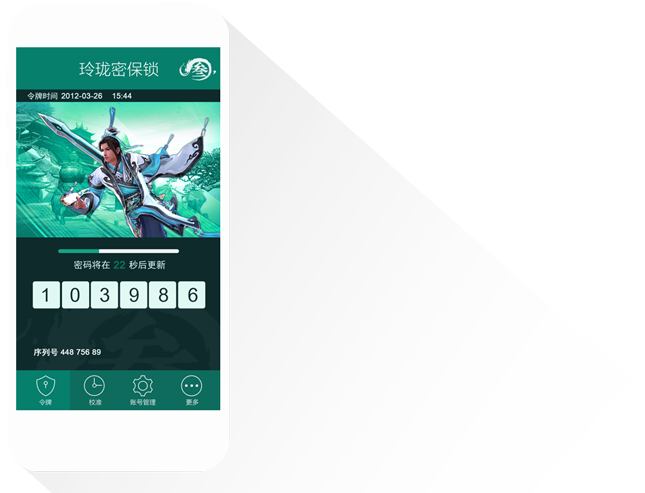 玲珑密保锁
叁
令牌时间 2012-03-26 15:44
密码将在 22 秒后更新
1 0 3 9 8 6
序列号 448 756 89
令牌 校准 账号管理 更多